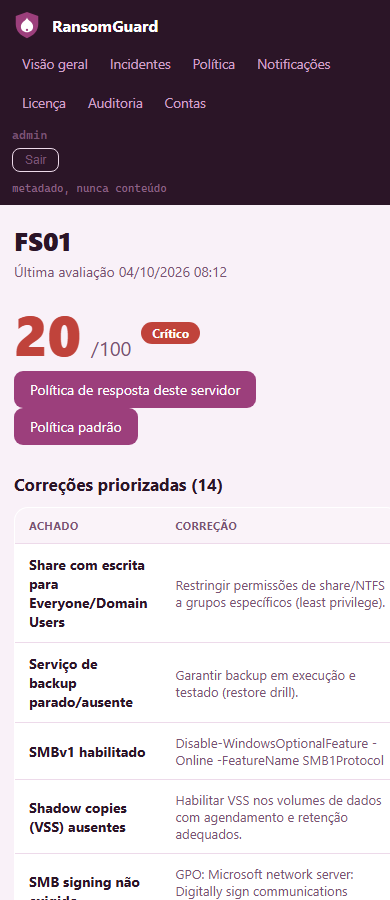 RansomGuard
Visão geral Incidentes Política Notificações
Licença Auditoria Contas
admin
Sair
metadado, nunca conteúdo
FS01
Última avaliação 04/10/2026 08:12
20 /100 Crítico
Política de resposta deste servidor
Política padrão
Correções priorizadas (14)
ACHADO CORREÇÃO
Share com escrita
para
Everyone/Domain
Users
Restringir permissões de share/NTFS
a grupos específicos (least privilege).
Serviço de
backup
parado/ausente
Garantir backup em execução e
testado (restore drill).
SMBv1 habilitado
Disable-WindowsOptionalFeature -
Online -FeatureName SMB1Protocol
Shadow copies
(VSS) ausentes
Habilitar VSS nos volumes de dados
com agendamento e retenção
adequados.
SMB signing não
GPO: Microsoft network server:
Digitally sign communications